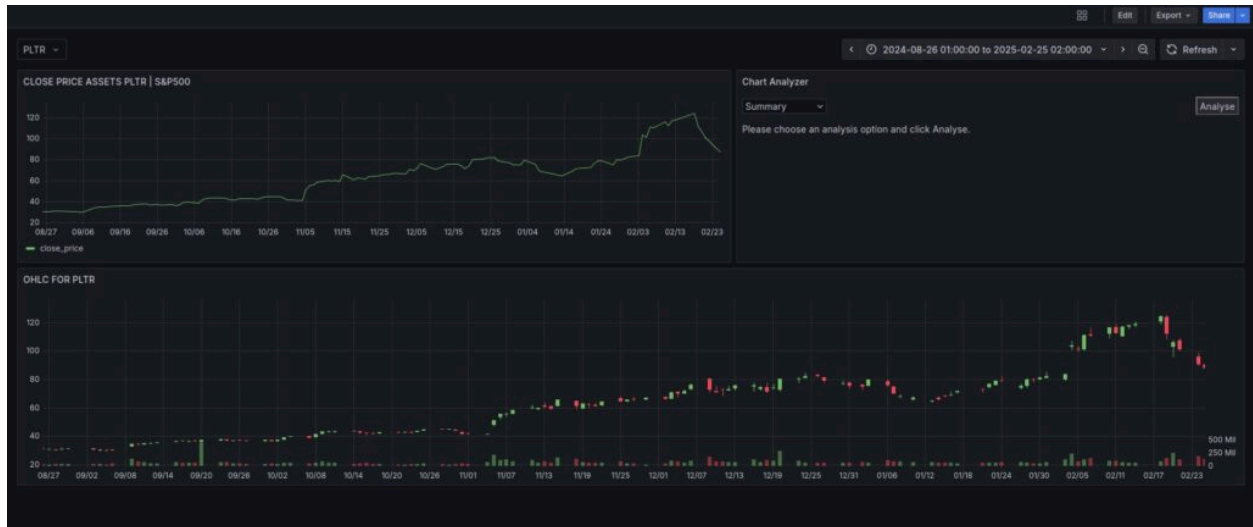 Edit Export Share
PLTR 2024-08-26 01:00:00 to 2025-02-25 02:00:00 Refresh
CLOSE PRICE ASSETS PLTR | S&P500
120
100
80
60
40
20
08/27 09/06 09/16 09/26 10/06 10/16 10/26 11/05 11/15 11/25 12/05 12/15 12/25 01/04 01/14 01/24 02/03 02/13 02/23
close_price
Chart Analyzer
Summary Analyse
Please choose an analysis option and click Analyse.
OHLC FOR PLTR
120
100
80
60
40
20
500 Mil
250 Mil
0
08/27 09/02 09/08 09/14 09/20 09/26 10/02 10/08 10/14 10/20 10/26 11/01 11/07 11/13 11/19 11/25 12/01 12/07 12/13 12/19 12/25 12/31 01/06 01/12 01/18 01/24 01/30 02/05 02/11 02/17 02/23